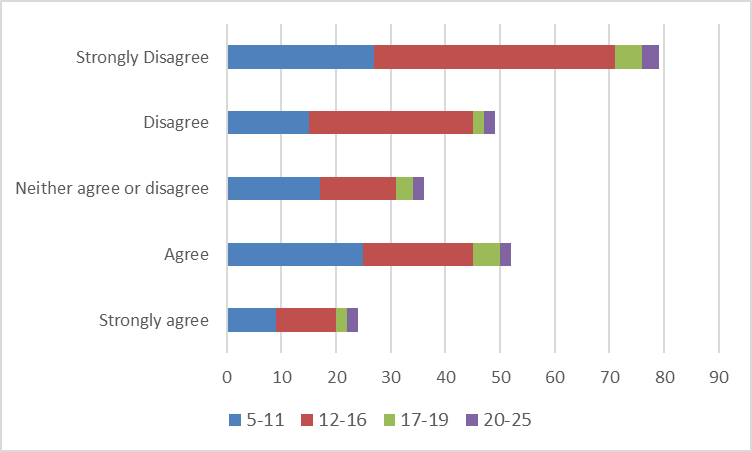 Strongly Disagree
Disagree
Neither agree or disagree
Agree
Strongly agree
0 10 20 30 40 50 60 70 80 90
5-11 12-16 17-19 20-25